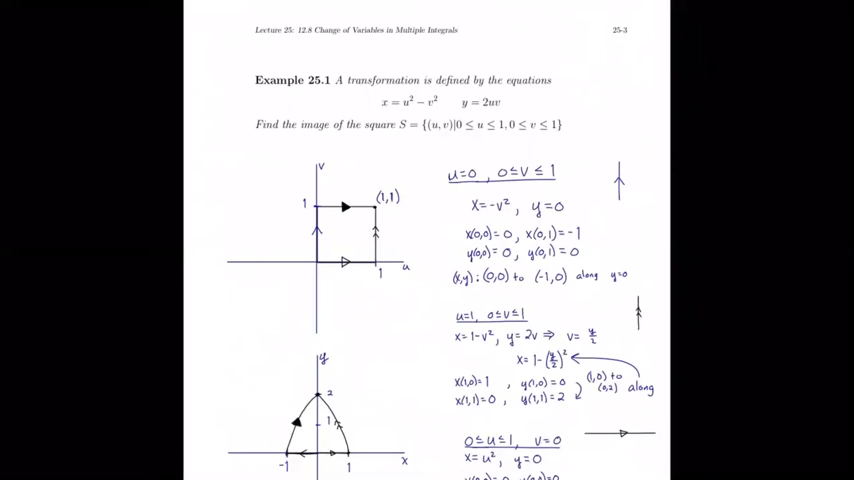 Lecture 25: 12.8 Change of Variables in Multiple Integrals 25-3
Example 25.1 A transformation is defined by the equations
x = u² − v² y = 2uv
Find the image of the square S = {(u, v)|0 ≤ u ≤ 1, 0 ≤ v ≤ 1}
v
1
(1,1)
1
u
y
2
1
-1
1
x
u=0 , 0≤v≤1
x=-v² , y=0
x(0,0)=0 , x(0,1)=-1
y(0,0)=0 , y(0,1)=0
(x,y): (0,0) to (-1,0) along y=0
u=1, 0≤v≤1
x=1-v², y=2v ⇒ v= y/2
x=1-(y/2)²
x(1,0)=1 , y(1,0)=0
x(1,1)=0 , y(1,1)=2
(1,0) to
(0,2) along
0≤u≤1, v=0
x=u², y=0